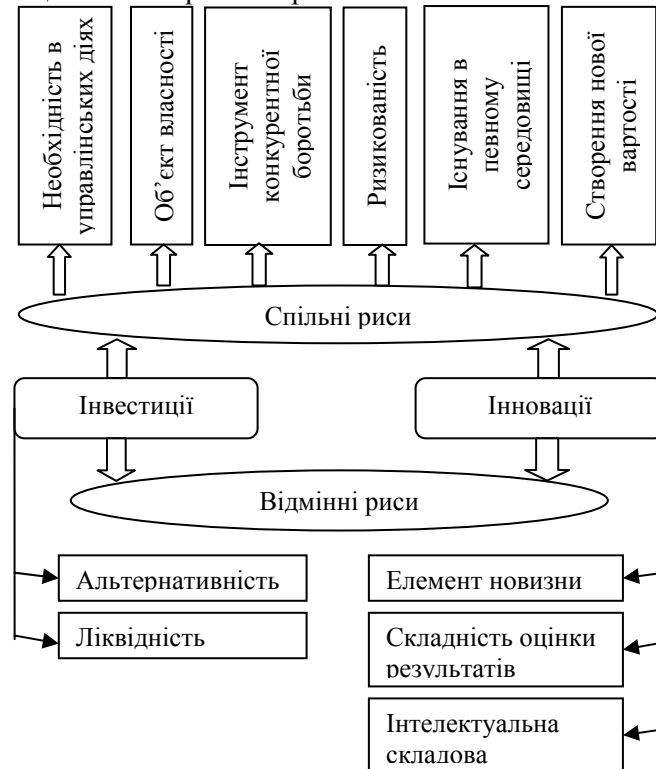 Необхідність в
управлінських діях
Об’єкт власності
Інструмент
конкурентної
боротьби
Ризикованість
Існування в
певному
середовищі
Створення нової
вартості
Спільні риси
Інвестиції
Інновації
Відмінні риси
Альтернативність
Елемент новизни
Ліквідність
Складність оцінки
результатів
Інтелектуальна
складова